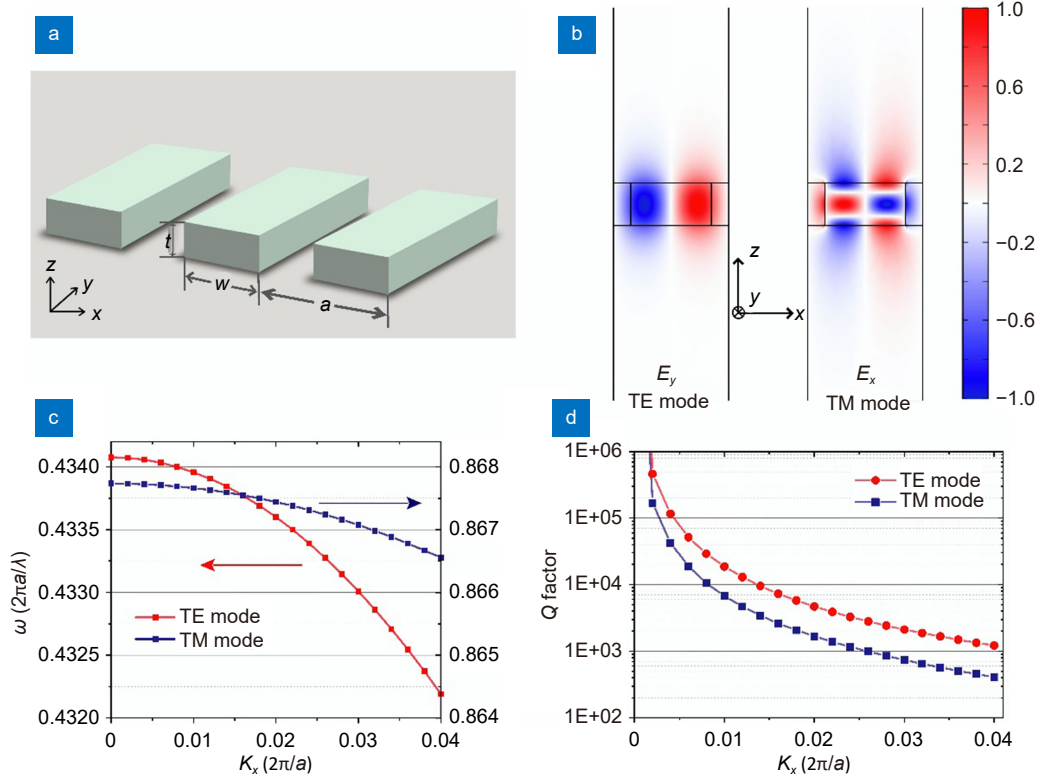 a
t
w
a
z
y
x
b
1.0
0.6
0.2
−0.2
−0.6
−1.0
z
y
x
E_y
TE mode
E_x
TM mode
c
0.4340
0.4335
0.4330
0.4325
0.4320
0.868
0.867
0.866
0.865
0.864
ω (2πa/λ)
TE mode
TM mode
0
0.01
0.02
0.03
0.04
K_x (2π/a)
d
1E+06
1E+05
1E+04
1E+03
1E+02
Q factor
TE mode
TM mode
0
0.01
0.02
0.03
0.04
K_x (2π/a)